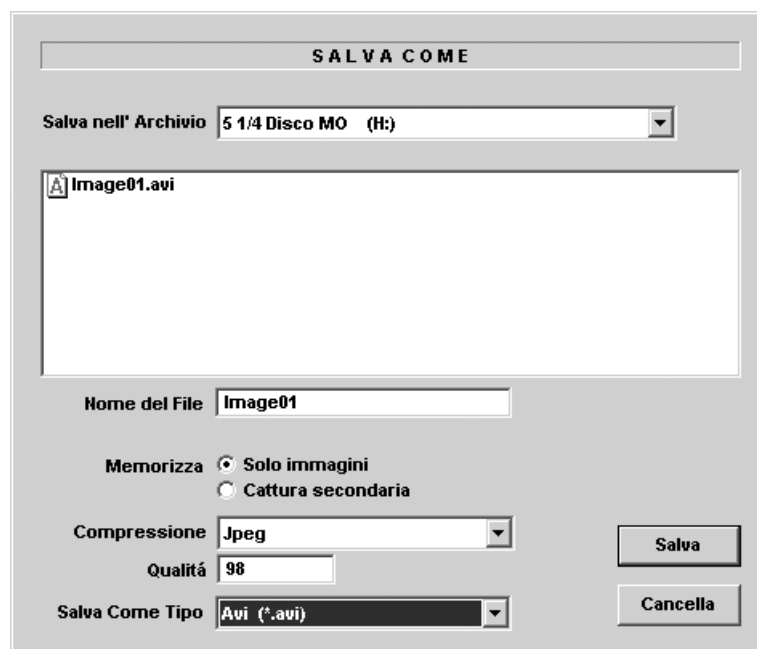 SALVA COME
Salva nell' Archivio 5 1/4 Disco MO (H:)
Image01.avi
Nome del File Image01
Memorizza Solo immagini
Cattura secondaria
Compressione Jpeg
Salva
Qualitá 98
Salva Come Tipo Avi (*.avi)
Cancella